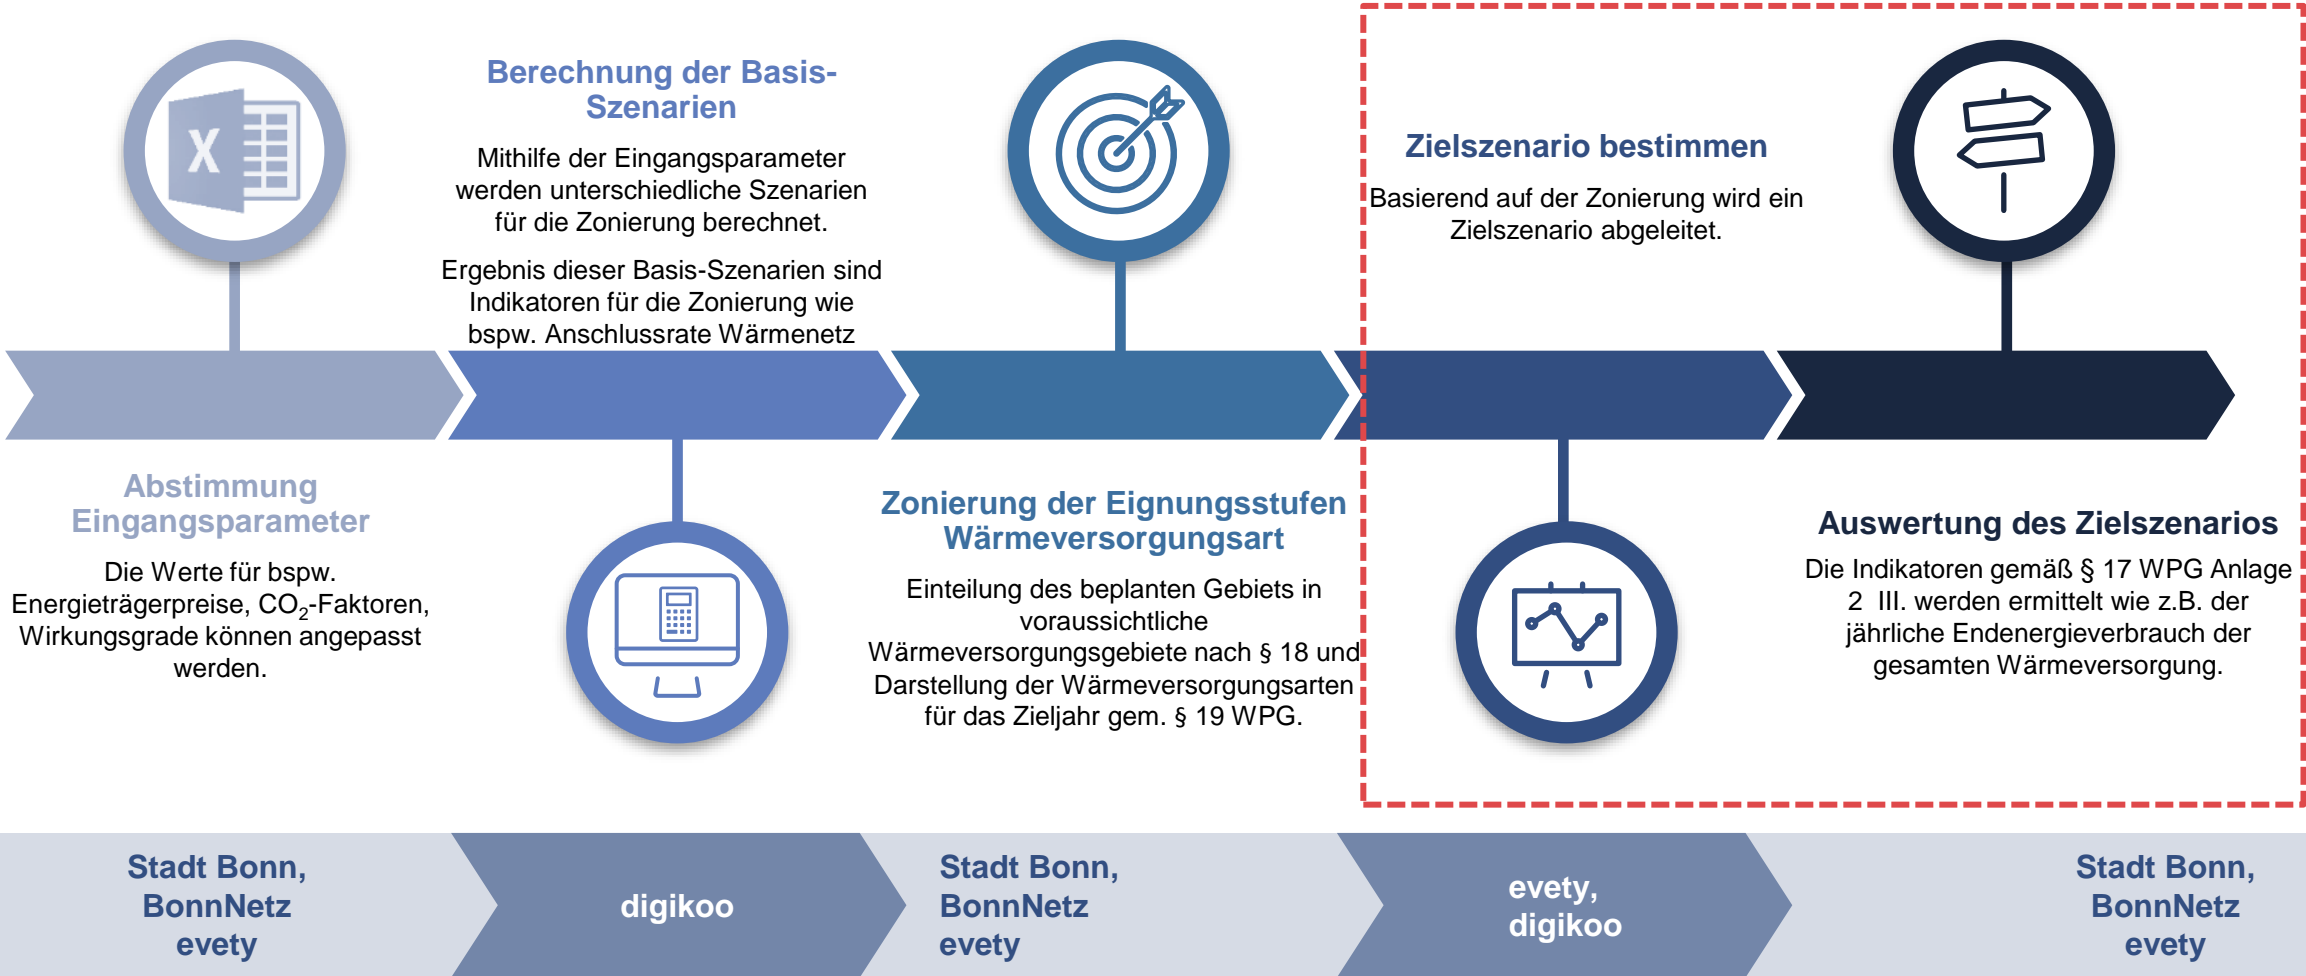 Berechnung der Basis-
Szenarien
Mithilfe der Eingangsparameter
werden unterschiedliche Szenarien
für die Zonierung berechnet.
Ergebnis dieser Basis-Szenarien sind
Indikatoren für die Zonierung wie
bspw. Anschlussrate Wärmenetz
Zielszenario bestimmen
Basierend auf der Zonierung wird ein
Zielszenario abgeleitet.
X
Abstimmung
Eingangsparameter
Die Werte für bspw.
Energieträgerpreise, CO₂-Faktoren,
Wirkungsgrade können angepasst
werden.
Zonierung der Eignungsstufen
Wärmeversorgungsart
Einteilung des beplanten Gebiets in
voraussichtliche
Wärmeversorgungsgebiete nach § 18 und
Darstellung der Wärmeversorgungsarten
für das Zieljahr gem. § 19 WPG.
Auswertung des Zielszenarios
Die Indikatoren gemäß § 17 WPG Anlage
2 III. werden ermittelt wie z.B. der
jährliche Endenergieverbrauch der
gesamten Wärmeversorgung.
Stadt Bonn,
BonnNetz
evety
digikoo
Stadt Bonn,
BonnNetz
evety
evety,
digikoo
Stadt Bonn,
BonnNetz
evety